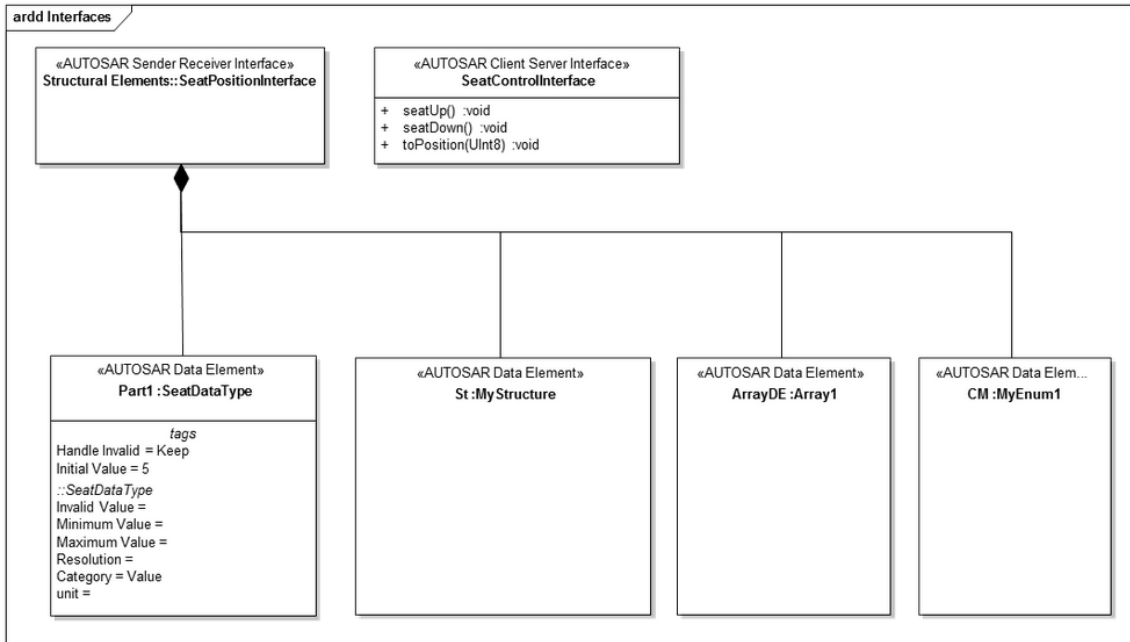 ardd Interfaces
«AUTOSAR Sender Receiver Interface»
Structural Elements::SeatPositionInterface
«AUTOSAR Client Server Interface»
SeatControlInterface
+ seatUp() :void
+ seatDown() :void
+ toPosition(UInt8) :void
«AUTOSAR Data Element»
Part1 :SeatDataType
tags
Handle Invalid = Keep
Initial Value = 5
::SeatDataType
Invalid Value =
Minimum Value =
Maximum Value =
Resolution =
Category = Value
unit =
«AUTOSAR Data Element»
St :MyStructure
«AUTOSAR Data Element»
ArrayDE :Array1
«AUTOSAR Data Elem...
CM :MyEnum1